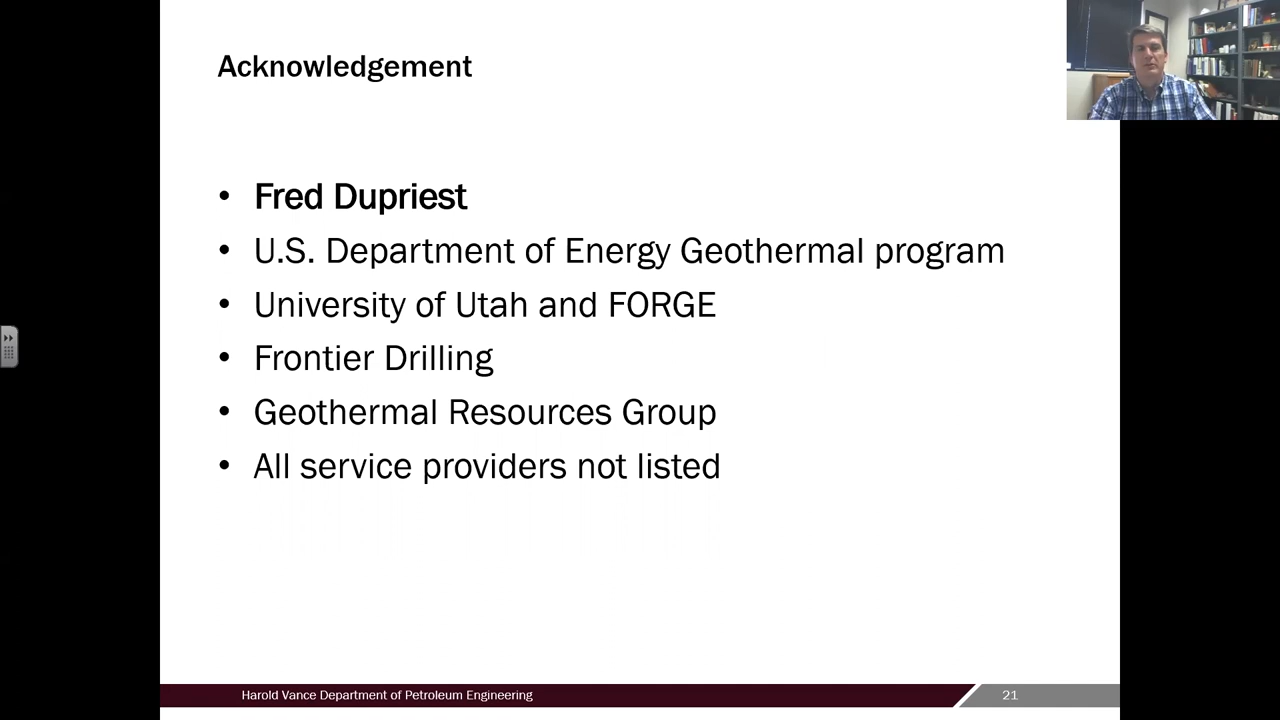 Acknowledgement
• Fred Dupriest
• U.S. Department of Energy Geothermal program
• University of Utah and FORGE
• Frontier Drilling
• Geothermal Resources Group
• All service providers not listed
Harold Vance Department of Petroleum Engineering
21